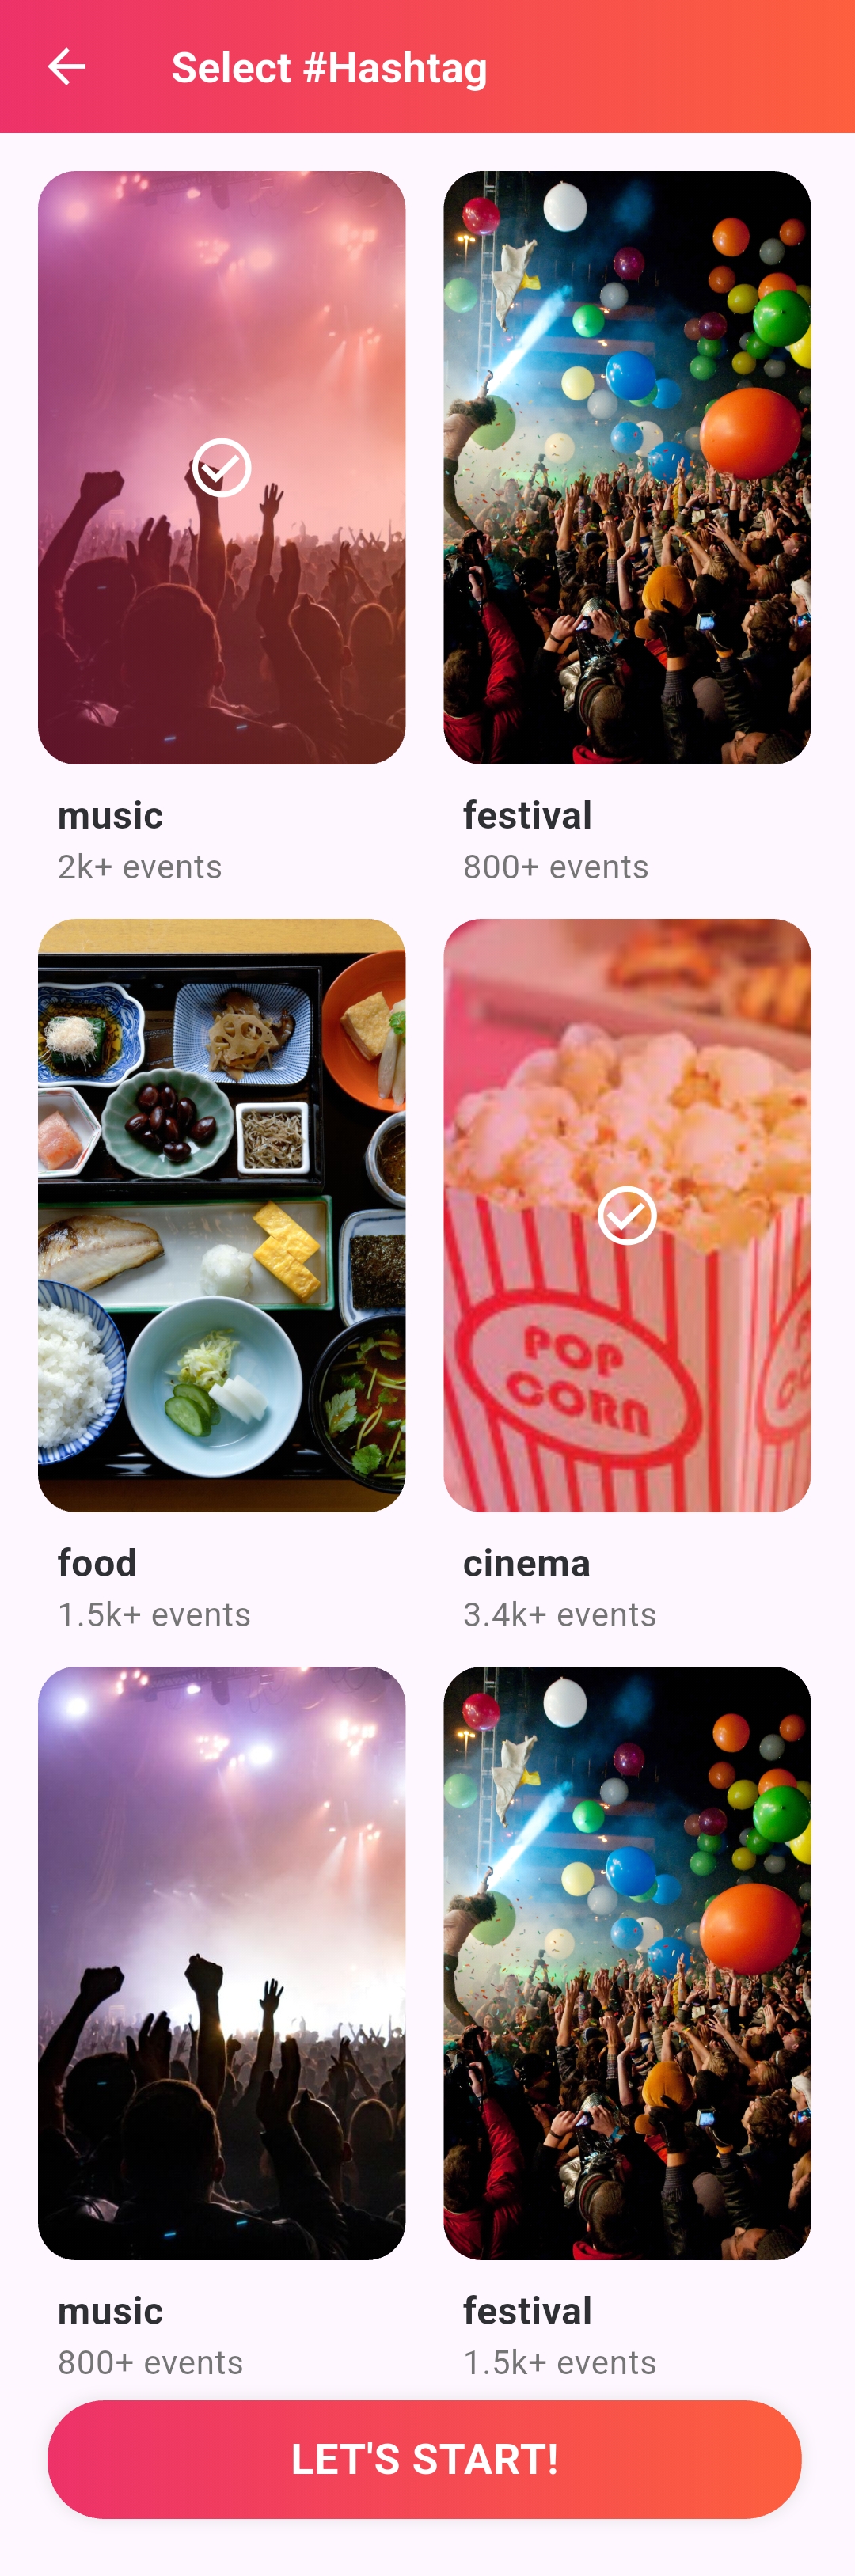 Select #Hashtag
music
festival
2k+ events
800+ events
POP
CORN
food
cinema
1.5k+ events
3.4k+ events
music
festival
800+ events
1.5k+ events
LET'S START!